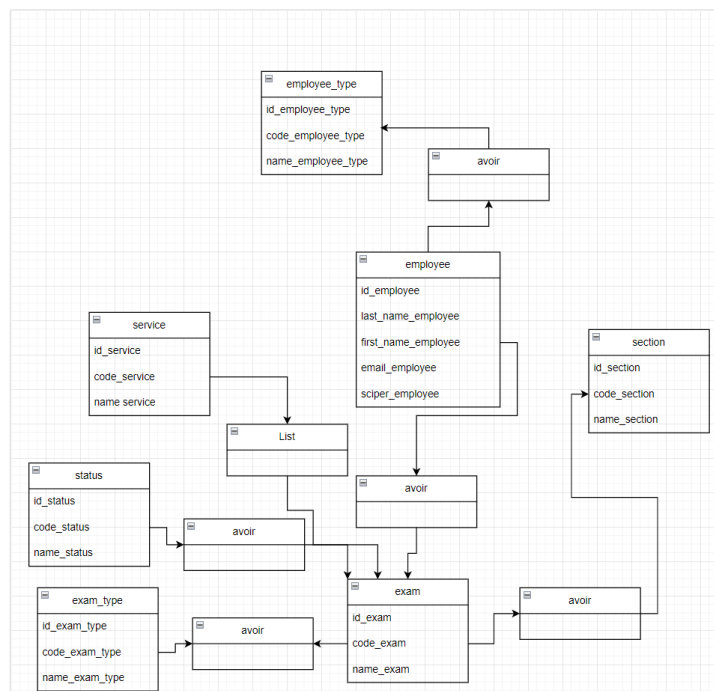 employee_type
id_employee_type
code_employee_type
name_employee_type
avoir
employee
id_employee
last_name_employee
first_name_employee
email_employee
sciper_employee
service
id_service
code_service
name service
section
id_section
code_section
name_section
List
status
id_status
code_status
name_status
avoir
avoir
exam_type
id_exam_type
code_exam_type
name_exam_type
avoir
exam
id_exam
code_exam
name_exam
avoir